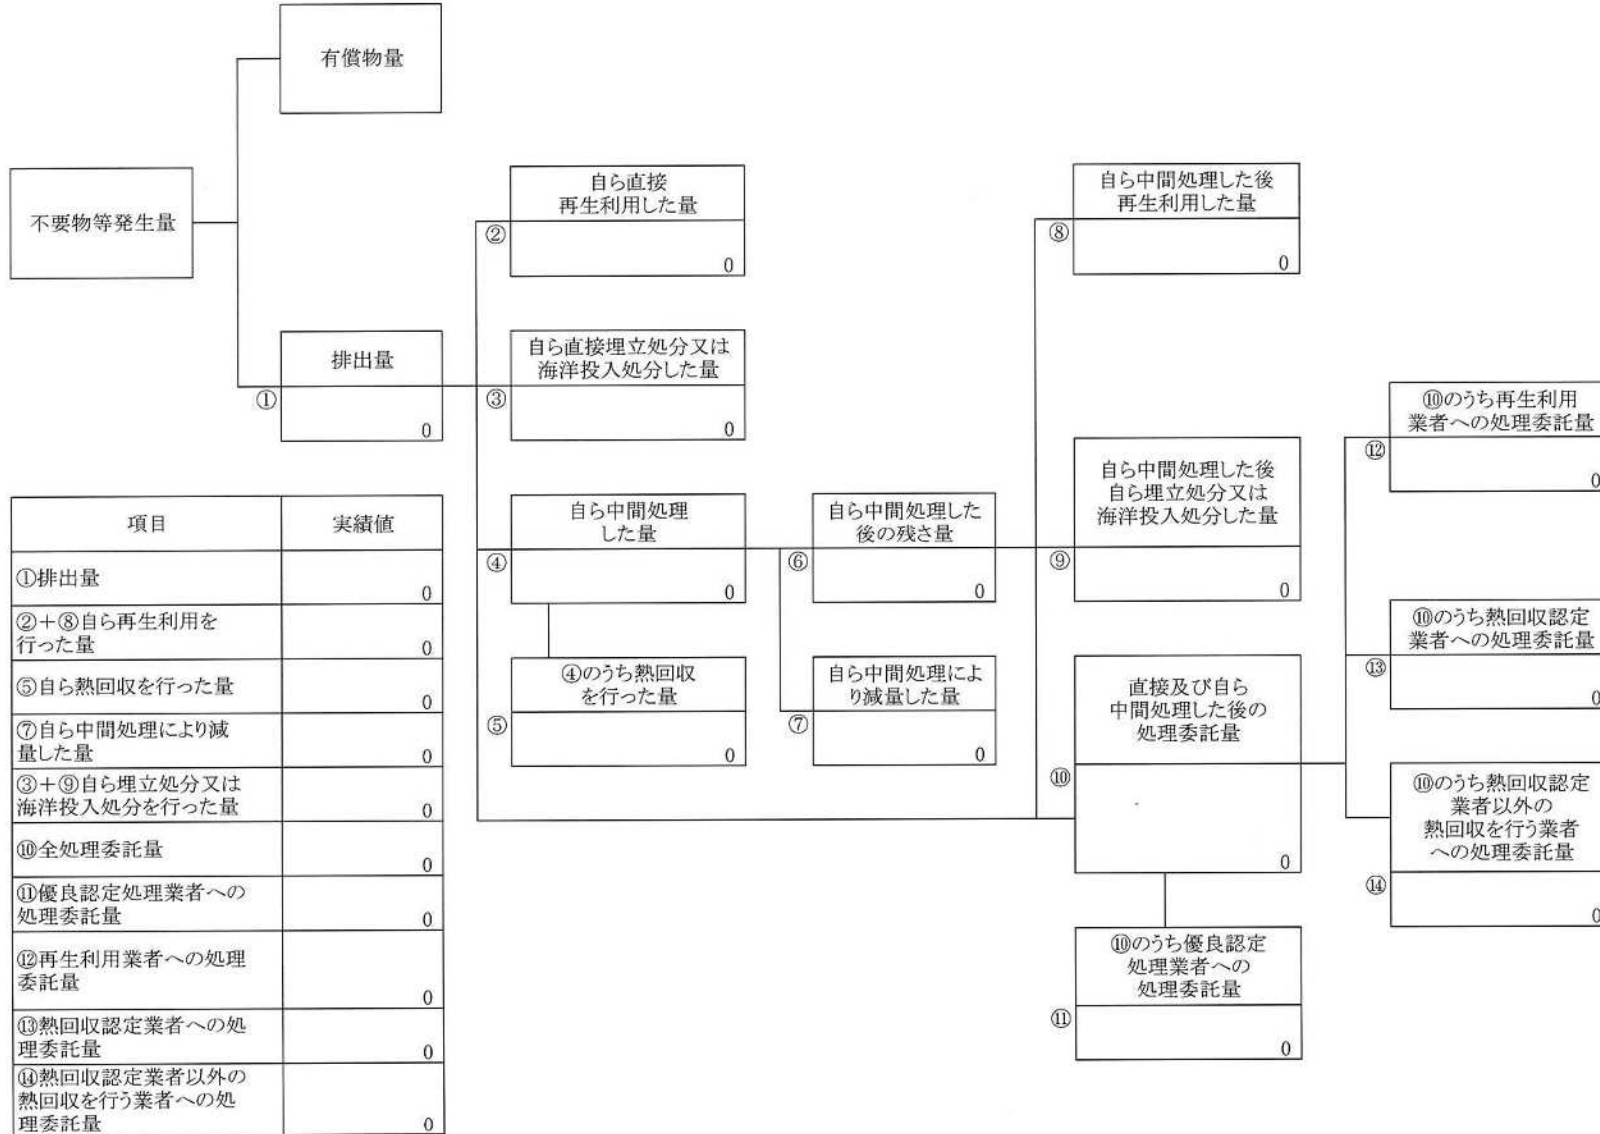 有償物量
不要物等発生量
排出量
①
0
自ら直接
再生利用した量
②
0
自ら直接埋立処分又は
海洋投入処分した量
③
0
自ら中間処理
した量
④
0
④のうち熱回収
を行った量
⑤
0
自ら中間処理した
後の残さ量
⑥
0
自ら中間処理によ
り減量した量
⑦
0
自ら中間処理した後
再生利用した量
⑧
0
自ら中間処理した後
自ら埋立処分又は
海洋投入処分した量
⑨
0
直接及び自ら
中間処理した後の
処理委託量
⑩
0
⑩のうち優良認定
処理業者への
処理委託量
⑪
0
⑩のうち再生利用
業者への処理委託量
⑫
0
⑩のうち熱回収認定
業者への処理委託量
⑬
0
⑩のうち熱回収認定
業者以外の
熱回収を行う業者
への処理委託量
⑭
0
項目 実績値
①排出量
0
②+⑧自ら再生利用を
行った量 0
⑤自ら熱回収を行った量
0
⑦自ら中間処理により減
量した量 0
③+⑨自ら埋立処分又は
海洋投入処分を行った量 0
⑩全処理委託量
0
⑪優良認定処理業者への
処理委託量 0
⑫再生利用業者への処理
委託量
0
⑬熱回収認定業者への処
理委託量 0
⑭熱回収認定業者以外の
熱回収を行う業者への処
理委託量 0